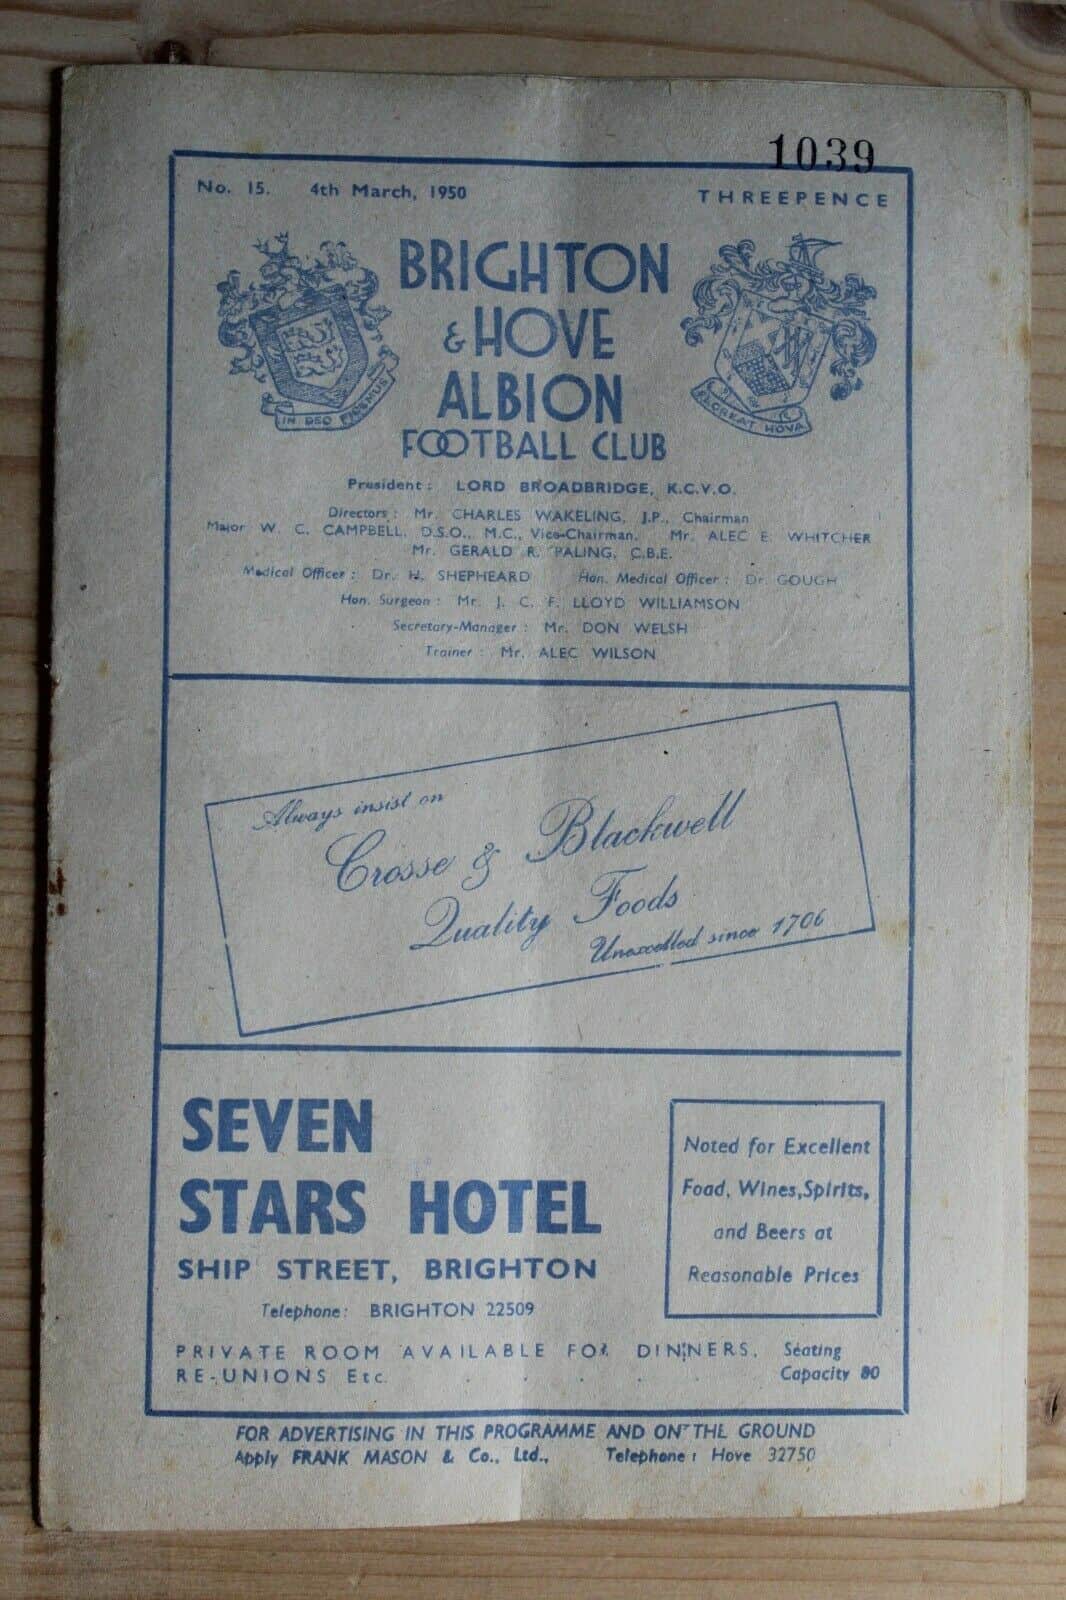 1039
No. 15. 4th March, 1950
THREEPENCE
BRIGHTON
& HOVE
ALBION
FOOTBALL CLUB
IN DEO FIDEMUS
FLOREAT HOVA
President : LORD BROADBRIDGE, K.C.V.O.
Directors : Mr. CHARLES WAKELING, J.P., Chairman
Major W. C. CAMPBELL, D.S.O., M.C., Vice-Chairman. Mr. ALEC E. WHITCHER
Mr. GERALD R. PALING, C.B.E.
Medical Officer : Dr. H. SHEPHEARD Hon. Medical Officer : Dr. GOUGH
Hon. Surgeon : Mr. J. C. F. LLOYD WILLIAMSON
Secretary-Manager : Mr. DON WELSH
Trainer : Mr. ALEC WILSON
Always insist on
Crosse & Blackwell
Quality Foods
Unexcelled since 1706
SEVEN
STARS HOTEL
SHIP STREET, BRIGHTON
Telephone: BRIGHTON 22509
Noted for Excellent
Food, Wines, Spirits,
and Beers at
Reasonable Prices
PRIVATE ROOM AVAILABLE FOR DINNERS, Seating
RE-UNIONS Etc. . . . . . Capacity 80
FOR ADVERTISING IN THIS PROGRAMME AND ON THE GROUND
Apply FRANK MASON & Co., Ltd., Telephone : Hove 32750